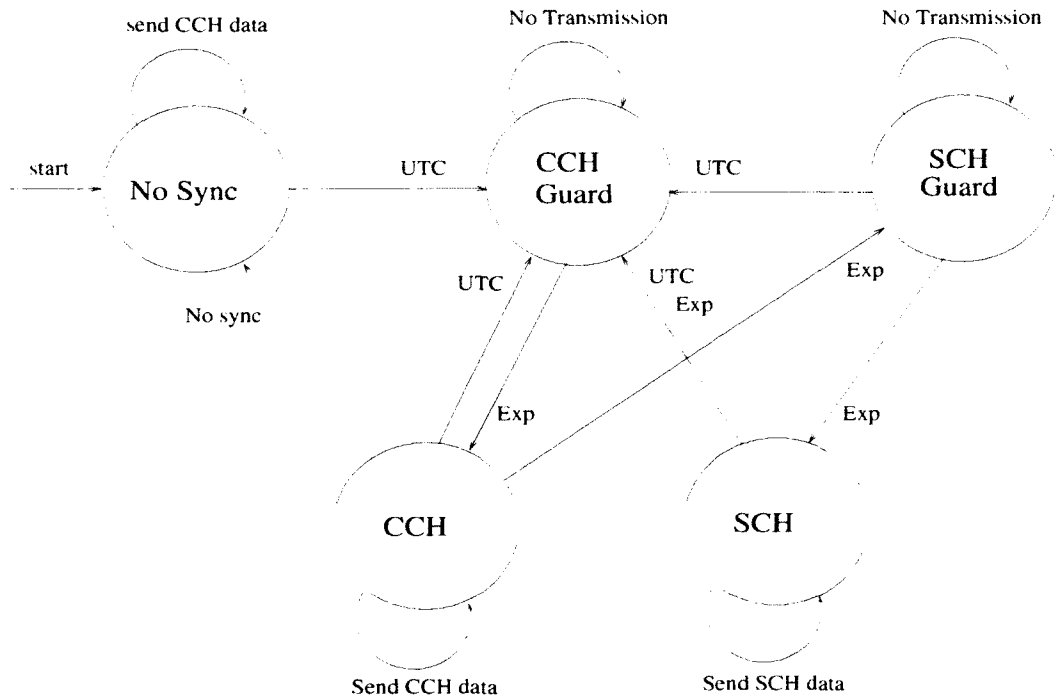 send CCH data
No Transmission
No Transmission
start
No Sync
UTC
CCH
Guard
UTC
SCH
Guard
No sync
UTC
UTC
Exp
Exp
Exp
Exp
CCH
SCH
Send CCH data
Send SCH data